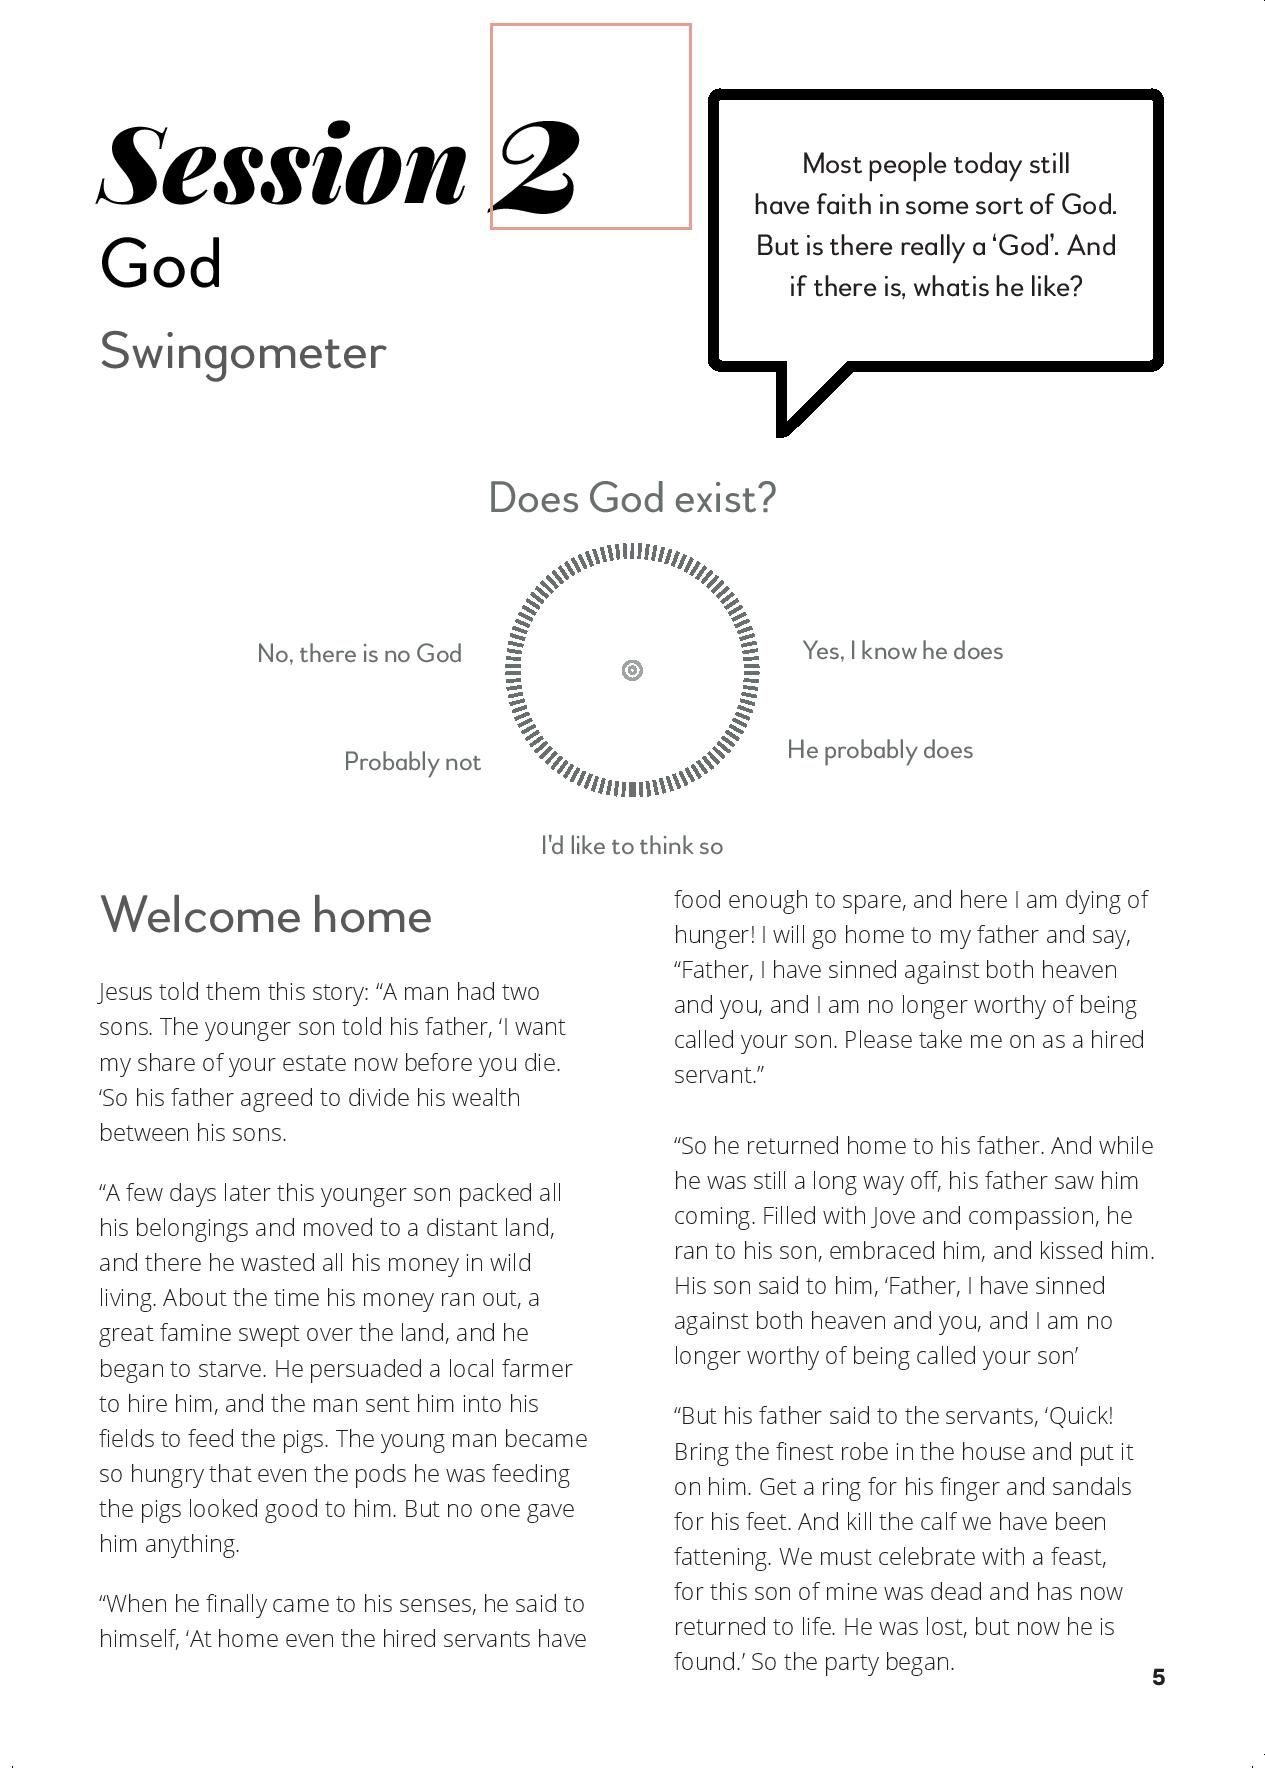 Session 2
God
Swingometer
Most people today still
have faith in some sort of God.
But is there really a ‘God’. And
if there is, whatis he like?
Does God exist?
No, there is no God
Yes, I know he does
Probably not
He probably does
I'd like to think so
Welcome home
Jesus told them this story: “A man had two
sons. The younger son told his father, ‘I want
my share of your estate now before you die.
‘So his father agreed to divide his wealth
between his sons.
“A few days later this younger son packed all
his belongings and moved to a distant land,
and there he wasted all his money in wild
living. About the time his money ran out, a
great famine swept over the land, and he
began to starve. He persuaded a local farmer
to hire him, and the man sent him into his
fields to feed the pigs. The young man became
so hungry that even the pods he was feeding
the pigs looked good to him. But no one gave
him anything.
“When he finally came to his senses, he said to
himself, ‘At home even the hired servants have
food enough to spare, and here I am dying of
hunger! I will go home to my father and say,
“Father, I have sinned against both heaven
and you, and I am no longer worthy of being
called your son. Please take me on as a hired
servant.”
“So he returned home to his father. And while
he was still a long way off, his father saw him
coming. Filled with Jove and compassion, he
ran to his son, embraced him, and kissed him.
His son said to him, ‘Father, I have sinned
against both heaven and you, and I am no
longer worthy of being called your son’
“But his father said to the servants, ‘Quick!
Bring the finest robe in the house and put it
on him. Get a ring for his finger and sandals
for his feet. And kill the calf we have been
fattening. We must celebrate with a feast,
for this son of mine was dead and has now
returned to life. He was lost, but now he is
found.’ So the party began.
5